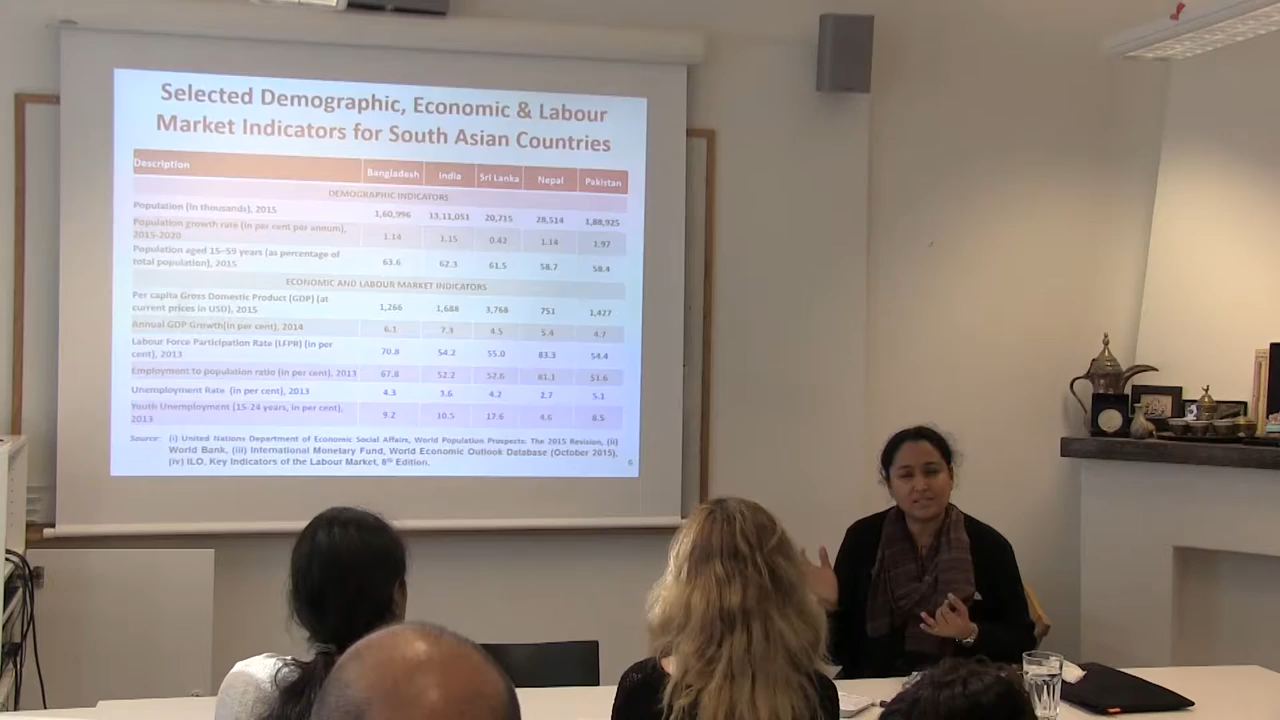 Selected Demographic, Economic & Labour
Market Indicators for South Asian Countries
Description Bangladesh India Sri Lanka Nepal Pakistan
DEMOGRAPHIC INDICATORS
Population (in thousands), 2015 1,60,996 13,11,051 20,715 28,514 1,88,925
Population growth rate (in per cent per annum),
2015-2020 1.14 1.15 0.42 1.14 1.97
Population aged 15-59 years (as percentage of
total population), 2015 63.6 62.3 61.5 58.7 58.4
ECONOMIC AND LABOUR MARKET INDICATORS
Per capita Gross Domestic Product (GDP) (at
current prices in USD), 2015 1,266 1,688 3,768 751 1,427
Annual GDP Growth(in per cent), 2014 6.1 7.3 4.5 5.4 4.7
Labour Force Participation Rate (LFPR) (in per
cent), 2013 70.8 54.2 55.0 83.3 54.4
Employment to population ratio (in per cent), 2013 67.8 52.2 52.6 81.1 51.6
Unemployment Rate (in per cent), 2013 4.3 3.6 4.2 2.7 5.1
Youth Unemployment (15-24 years, in per cent),
2013 9.2 10.5 17.6 4.6 8.5
Source: (i) United Nations Department of Economic Social Affairs, World Population Prospects: The 2015 Revision, (ii)
World Bank, (iii) International Monetary Fund, World Economic Outlook Database (October 2015),
(iv) ILO, Key Indicators of the Labour Market, 8th Edition.
6